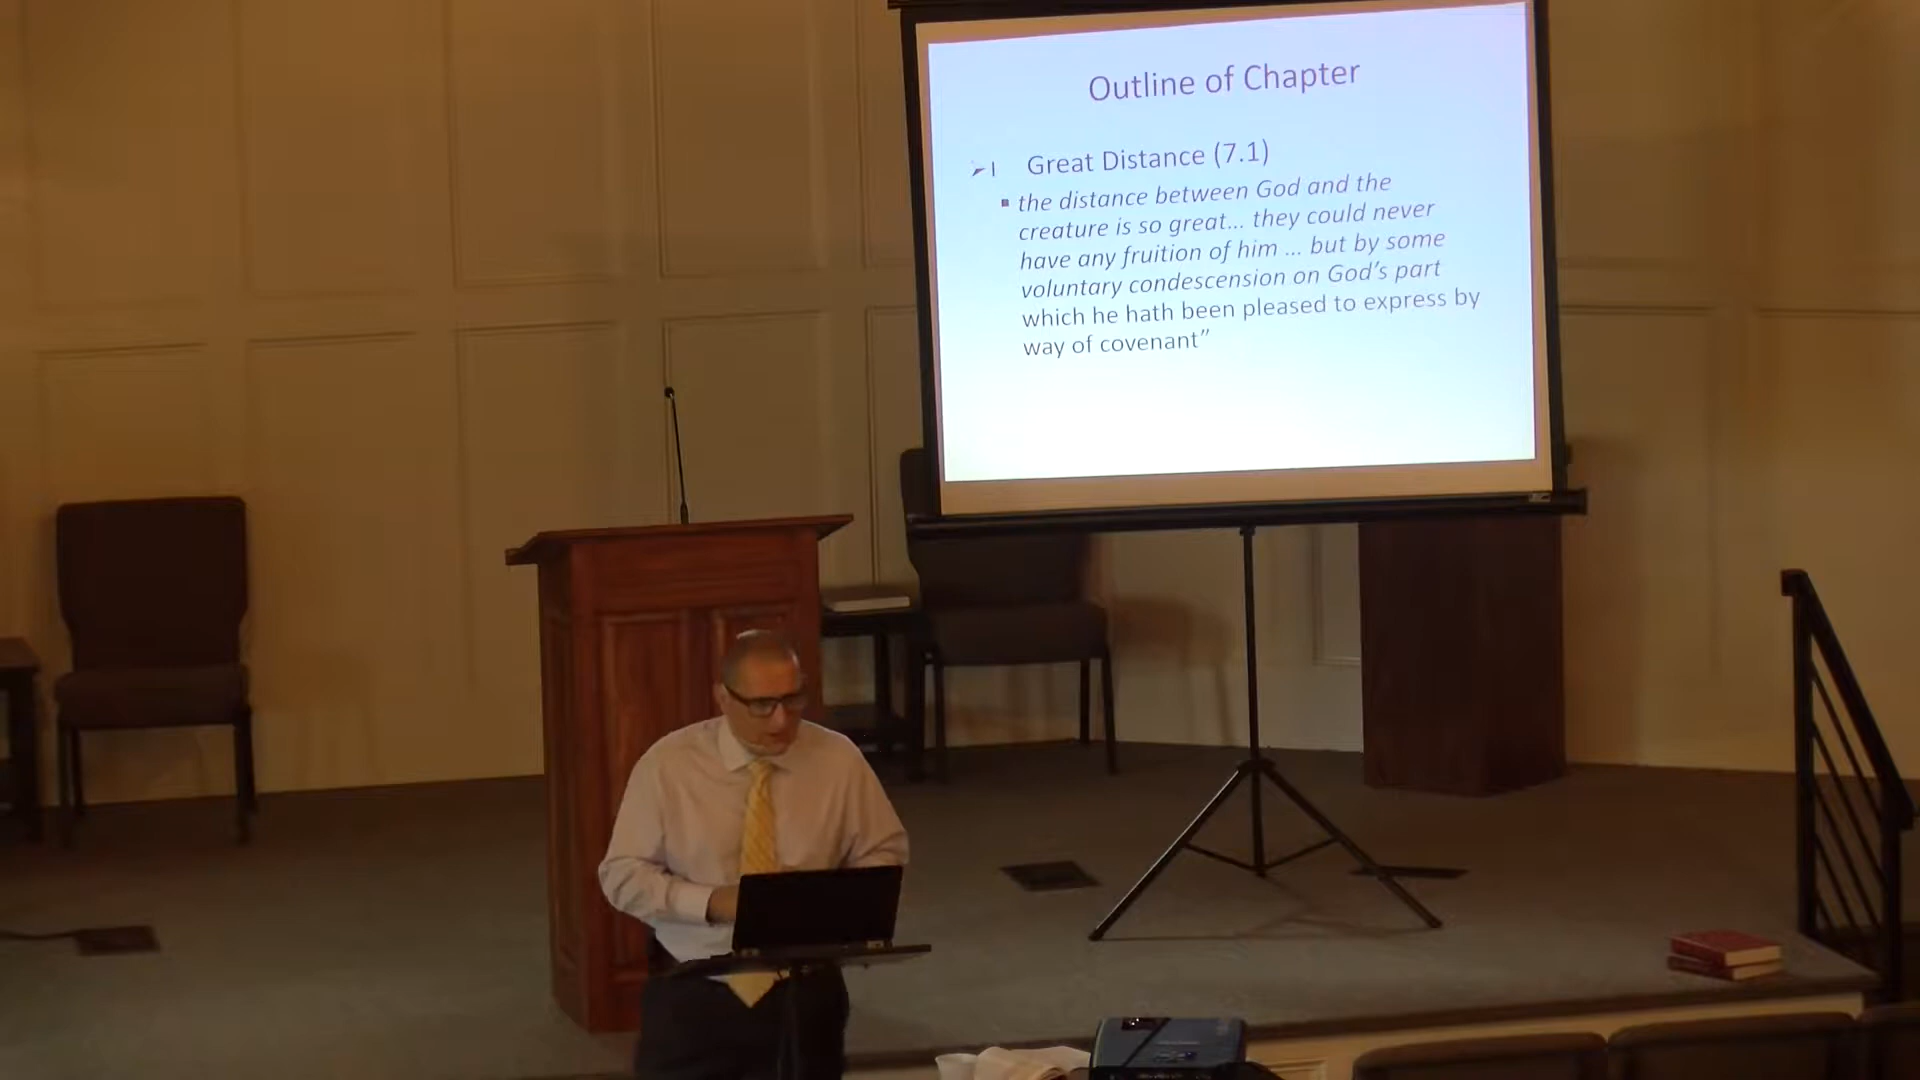 Outline of Chapter
I Great Distance (7.1)
the distance between God and the
creature is so great... they could never
have any fruition of him ... but by some
voluntary condescension on God's part
which he hath been pleased to express by
way of covenant”